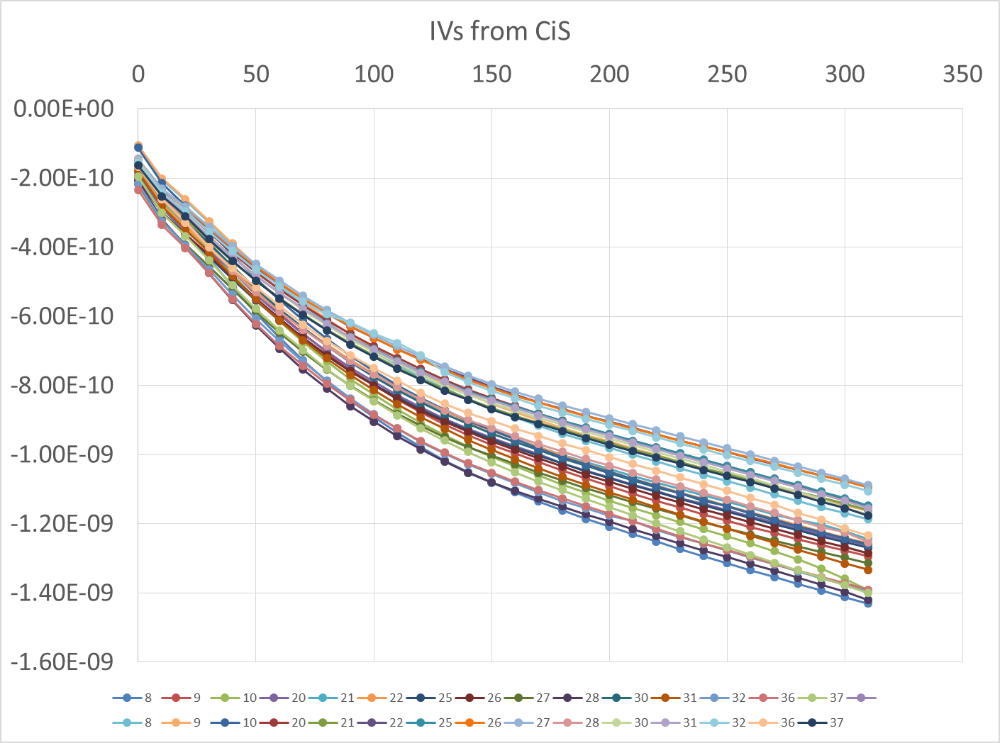 IVs from CiS
0 50 100 150 200 250 300 350
0.00E+00
-2.00E-10
-4.00E-10
-6.00E-10
-8.00E-10
-1.00E-09
-1.20E-09
-1.40E-09
-1.60E-09
8 9 10 20 21 22 25 26 27 28 30 31 32 36 37
8 9 10 20 21 22 25 26 27 28 30 31 32 36 37